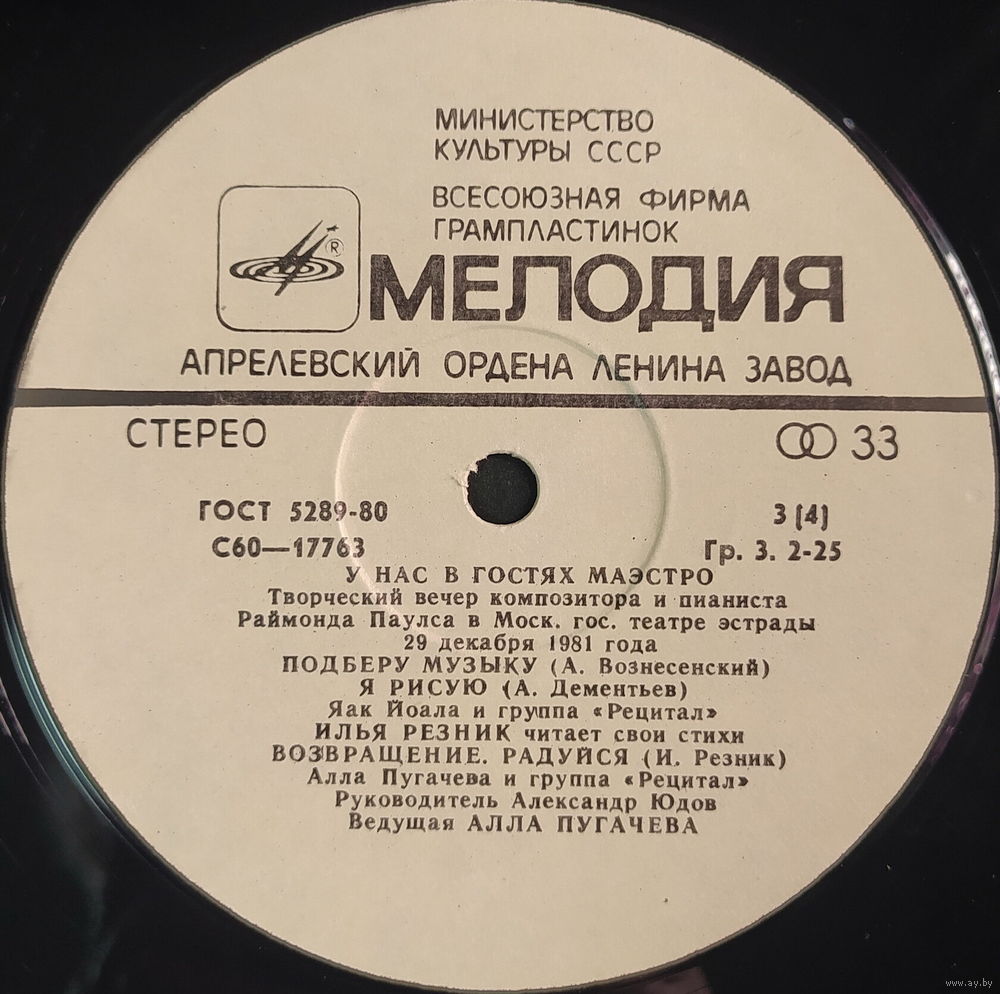 МИНИСТЕРСТВО
КУЛЬТУРЫ СССР
ВСЕСОЮЗНАЯ ФИРМА
ГРАМПЛАСТИНОК
®
МЕЛОДИЯ
АПРЕЛЕВСКИЙ ОРДЕНА ЛЕНИНА ЗАВОД
СТЕРЕО 33
ГОСТ 5289-80 3 (4)
С60—17763 Гр. 3. 2-25
У НАС В ГОСТЯХ МАЭСТРО
Творческий вечер композитора и пианиста
Раймонда Паулса в Моск. гос. театре эстрады
29 декабря 1981 года
ПОДБЕРУ МУЗЫКУ (А. Вознесенский)
Я РИСУЮ (А. Дементьев)
Яак Йоала и группа «Рецитал»
ИЛЬЯ РЕЗНИК читает свои стихи
ВОЗВРАЩЕНИЕ. РАДУЙСЯ (И. Резник)
Алла Пугачева и группа «Рецитал»
Руководитель Александр Юдов
Ведущая АЛЛА ПУГАЧЕВА
www.ay.by